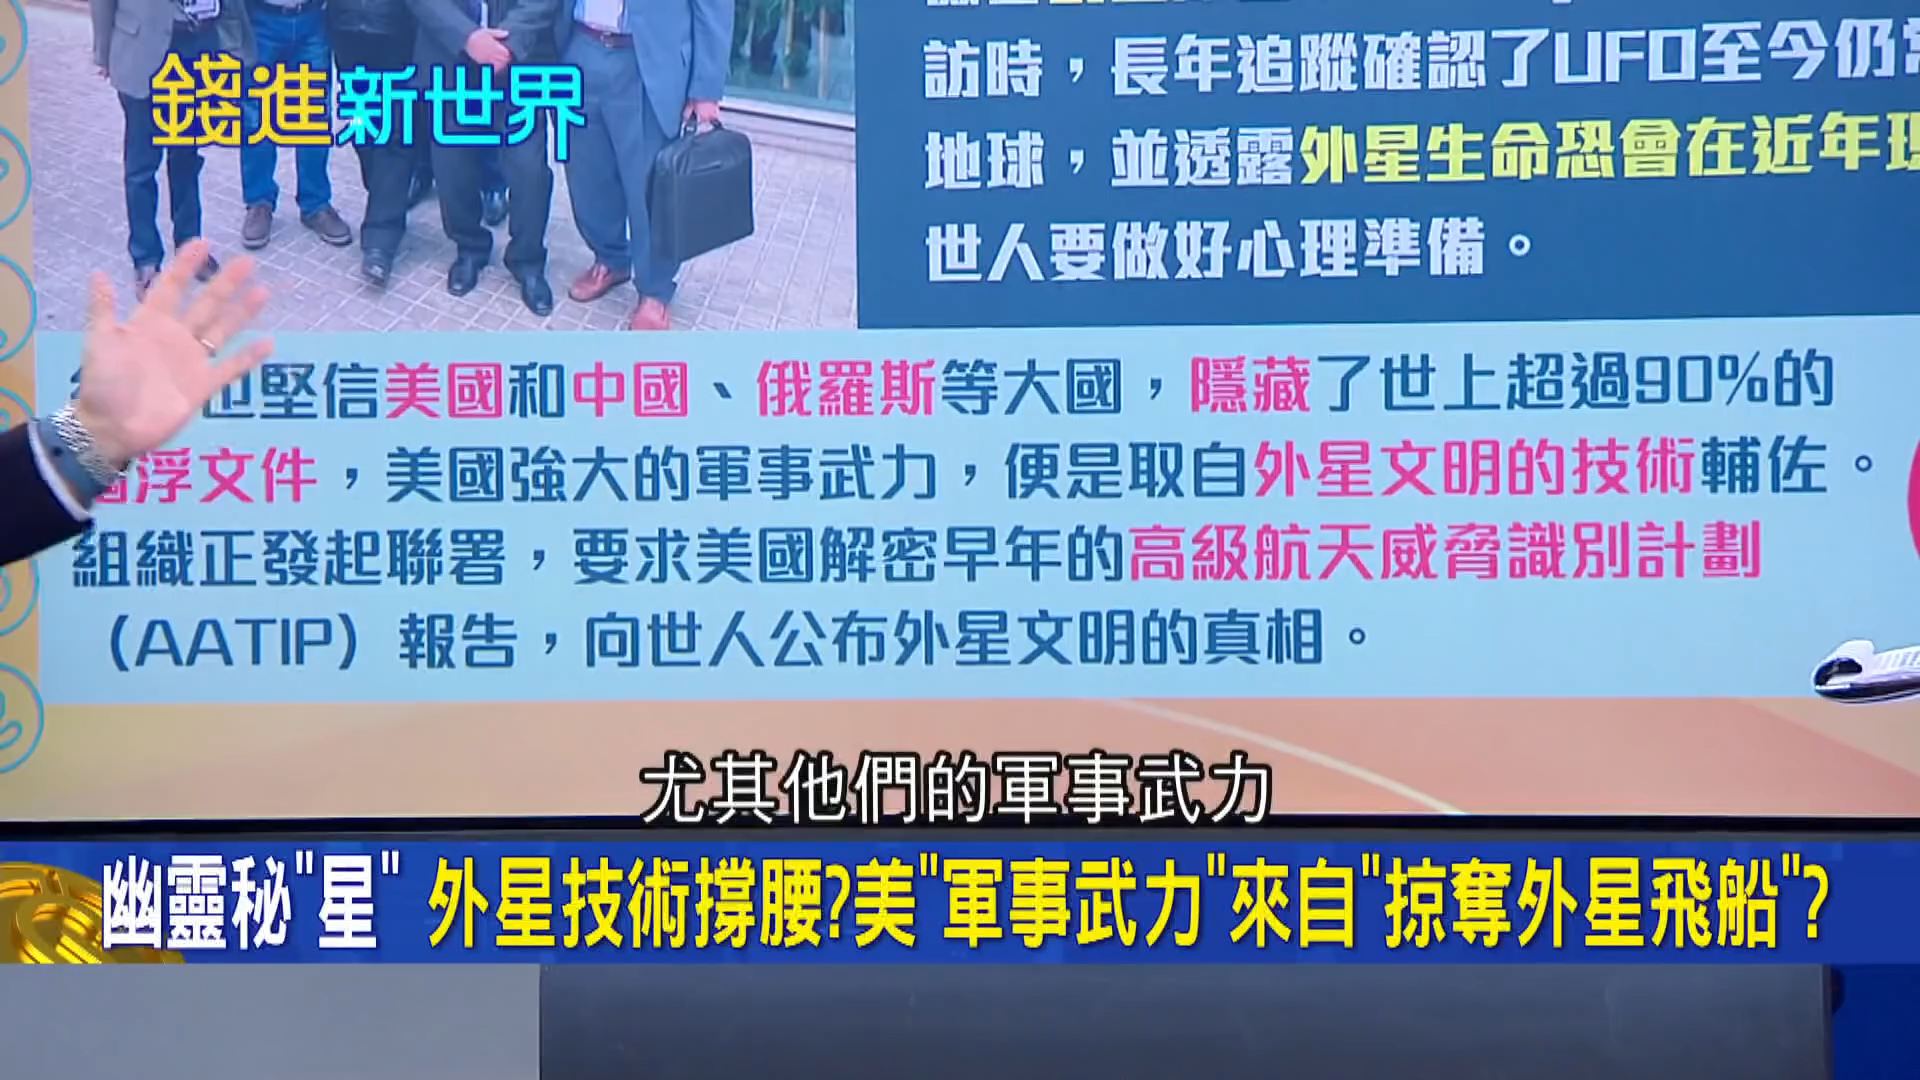 錢進新世界
訪時，長年追蹤確認了UFO至今仍
地球，並透露外星生命恐會在近年現
世人要做好心理準備。
也堅信美國和中國、俄羅斯等大國，隱藏了世上超過90%的
浮文件，美國強大的軍事武力，便是取自外星文明的技術輔佐。
組織正發起聯署，要求美國解密早年的高級航天威脅識別計劃
（AATIP）報告，向世人公布外星文明的真相。
尤其他們的軍事武力
幽靈秘"星" 外星技術撐腰?美"軍事武力"來自"掠奪外星飛船"?